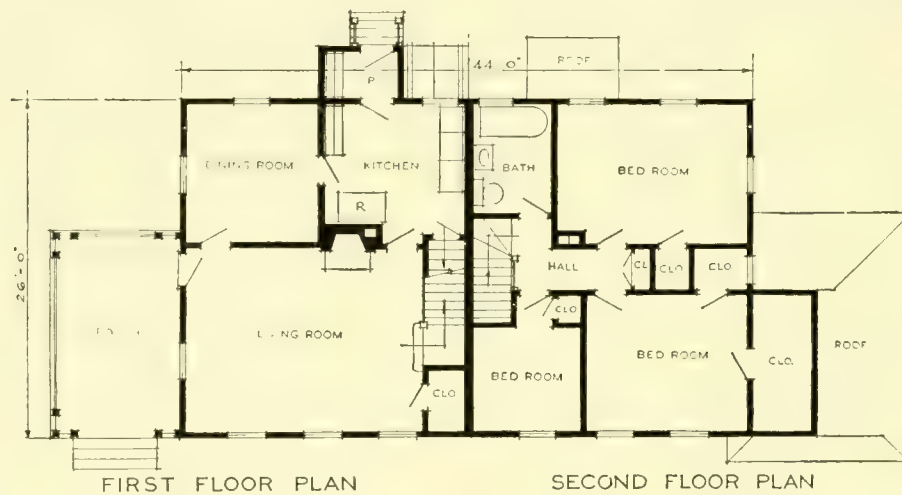 ROOF
44'-0"
P.
DINING ROOM
KITCHEN
BATH
BED ROOM
R
26'-0"
HALL
CL
CLO
CLO
LIVING ROOM
CLO
BED ROOM
BED ROOM
CLO.
ROOF
CLO
FIRST FLOOR PLAN
SECOND FLOOR PLAN